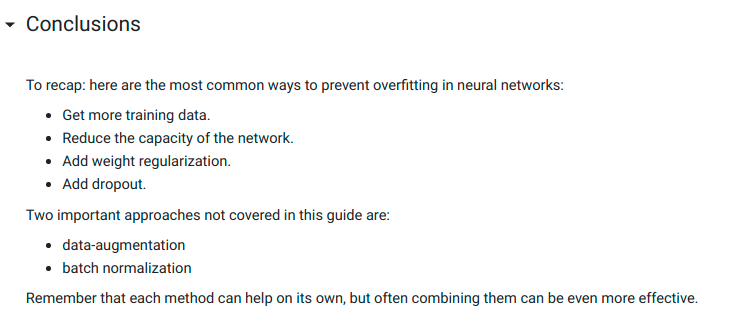 Conclusions
To recap: here are the most common ways to prevent overfitting in neural networks:
• Get more training data.
• Reduce the capacity of the network.
• Add weight regularization.
• Add dropout.
Two important approaches not covered in this guide are:
• data-augmentation
• batch normalization
Remember that each method can help on its own, but often combining them can be even more effective.